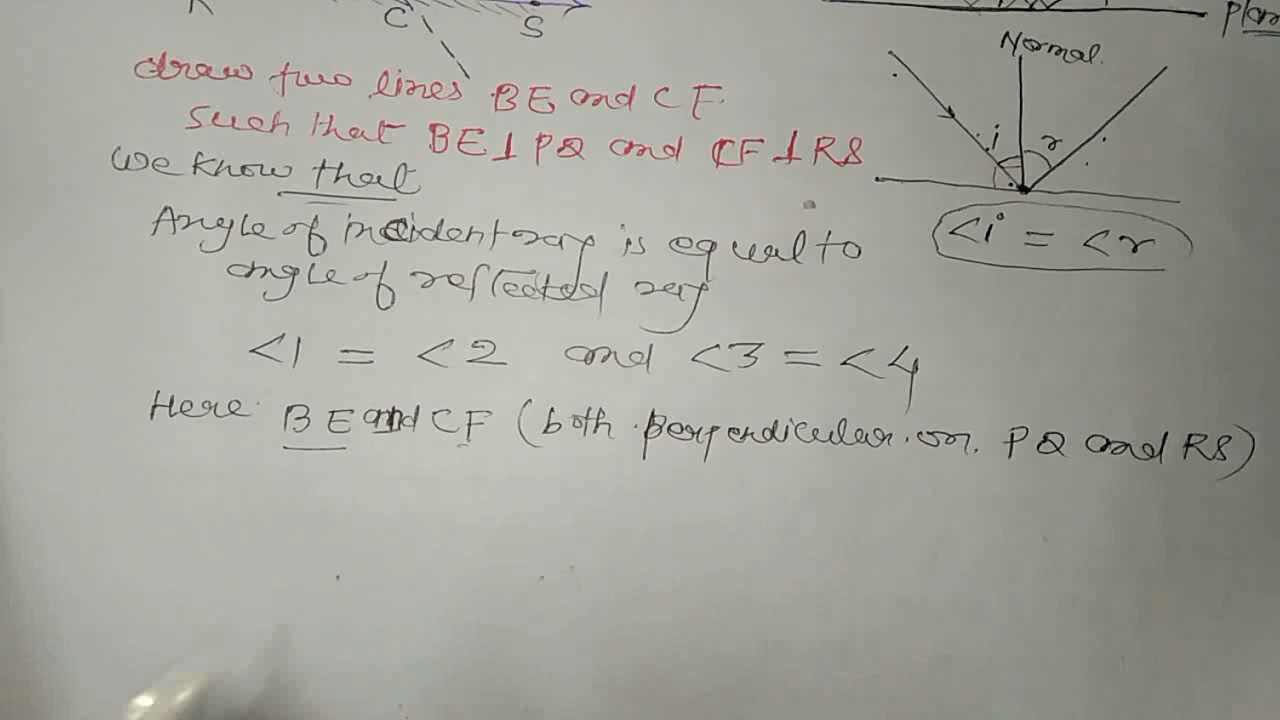 C
S
Normal.
draw two lines BE and CF.
such that BE⊥PQ and CF⊥RS
i
r
We know that
Angle of incident ray is equal to
angle of reflected ray
<i = <r
<1 = <2 and <3 = <4
Here BE and CF (both perpendicular on. PQ and RS)